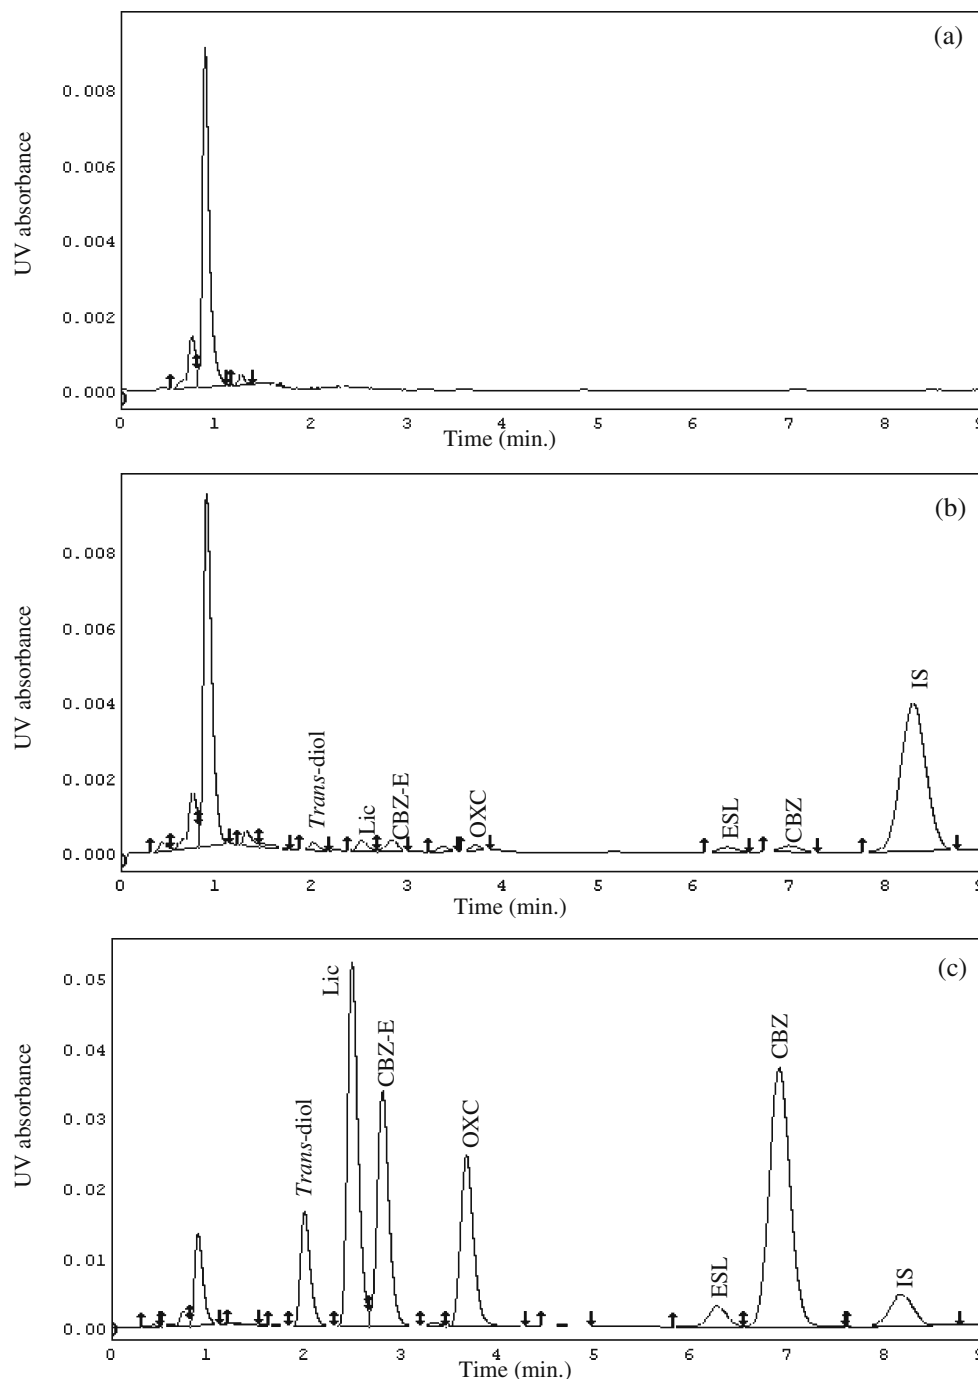 (a)
UV absorbance
0.008
0.006
0.004
0.002
0.000
0 1 2 3 4 5 6 7 8 9
Time (min.)
(b)
UV absorbance
0.008
0.006
0.004
0.002
0.000
Trans-diol
Lic
CBZ-E
OXC
ESL
CBZ
IS
0 1 2 3 4 5 6 7 8 9
Time (min.)
(c)
UV absorbance
0.05
0.04
0.03
0.02
0.01
0.00
Trans-diol
Lic
CBZ-E
OXC
ESL
CBZ
IS
0 1 2 3 4 5 6 7 8 9
Time (min.)